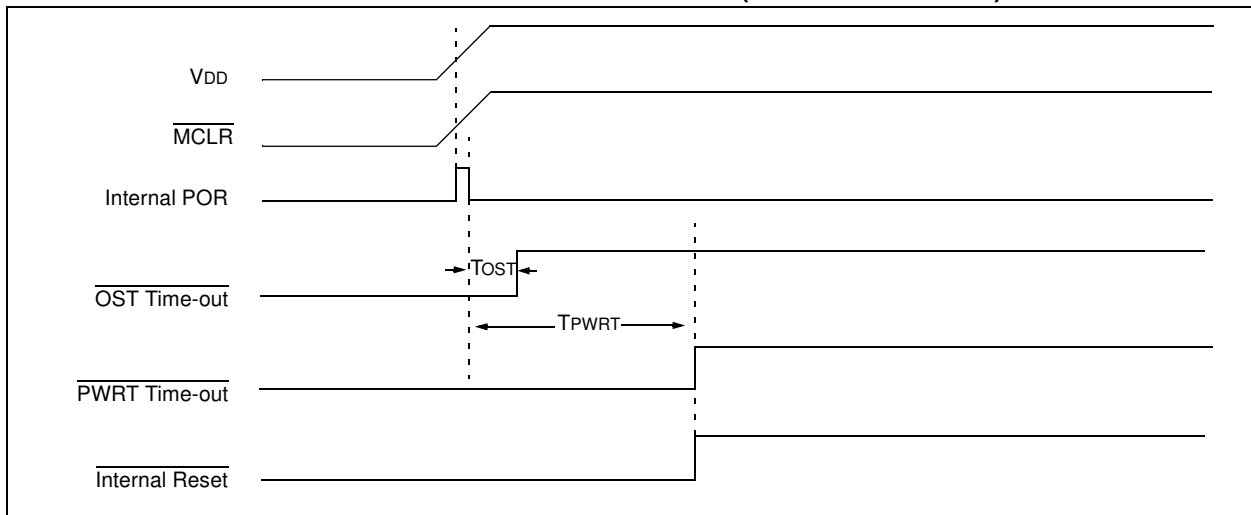 VDD
MCLR
Internal POR
TOST
OST Time-out
TPWRT
PWRT Time-out
Internal Reset